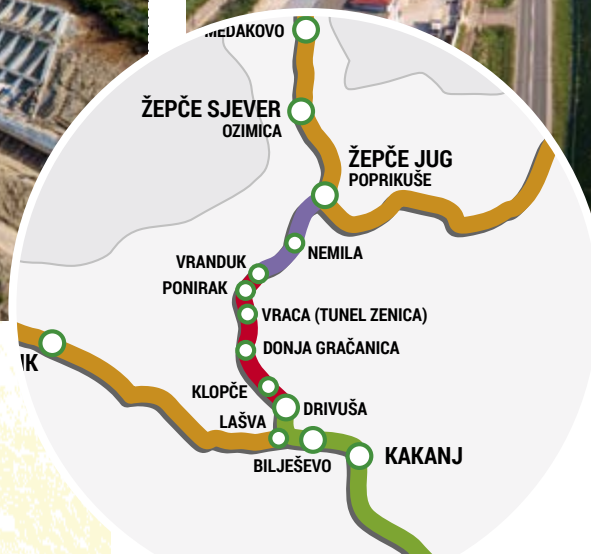 MEDAKOVO
ŽEPČE SJEVER
OZIMICA
ŽEPČE JUG
POPRIKUŠE
NEMILA
VRANDUK
PONIRAK
VRACA (TUNEL ZENICA)
DONJA GRAČANICA
KLOPČE
DRIVUŠA
LAŠVA
BILJEŠEVO
KAKANJ